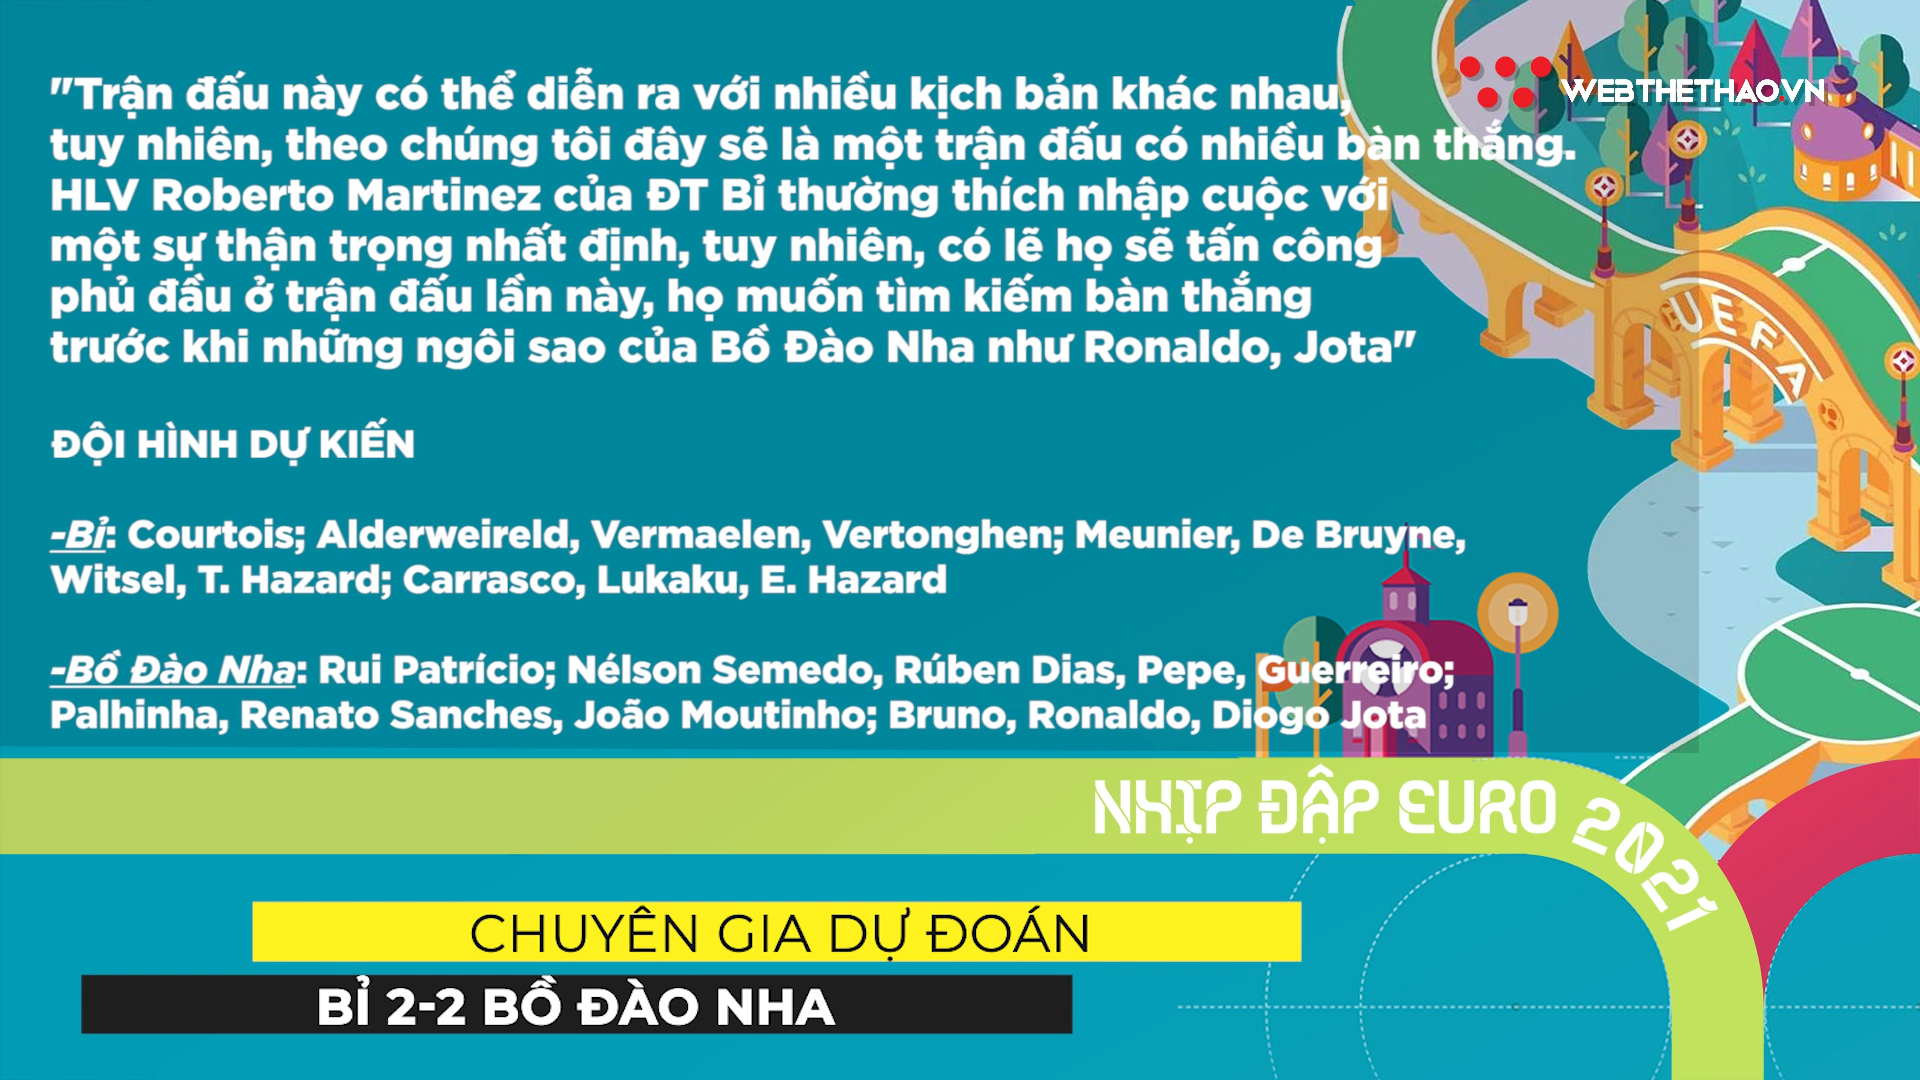 WEBTHETHAO.VN
"Trận đấu này có thể diễn ra với nhiều kịch bản khác nhau,
tuy nhiên, theo chúng tôi đây sẽ là một trận đấu có nhiều bàn thắng.
HLV Roberto Martinez của ĐT Bỉ thường thích nhập cuộc với
một sự thận trọng nhất định, tuy nhiên, có lẽ họ sẽ tấn công
phủ đầu ở trận đấu lần này, họ muốn tìm kiếm bàn thắng
trước khi những ngôi sao của Bồ Đào Nha như Ronaldo, Jota"
UEFA
ĐỘI HÌNH DỰ KIẾN
-Bỉ: Courtois; Alderweireld, Vermaelen, Vertonghen; Meunier, De Bruyne,
Witsel, T. Hazard; Carrasco, Lukaku, E. Hazard
-Bồ Đào Nha: Rui Patrício; Nélson Semedo, Rúben Dias, Pepe, Guerreiro;
Palhinha, Renato Sanches, João Moutinho; Bruno, Ronaldo, Diogo Jota
NHỊP ĐẬP EURO 2021
CHUYÊN GIA DỰ ĐOÁN
BỈ 2-2 BỒ ĐÀO NHA